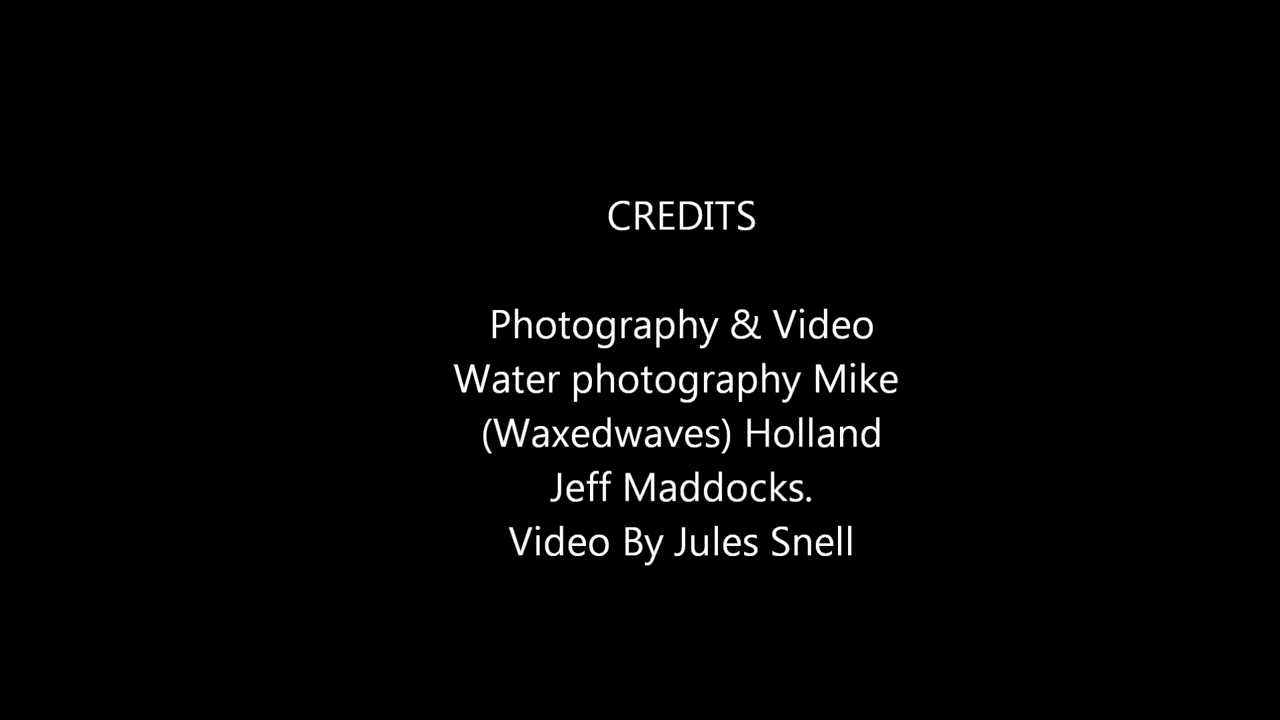 CREDITS
Photography & Video
Water photography Mike
(Waxedwaves) Holland
Jeff Maddocks.
Video By Jules Snell